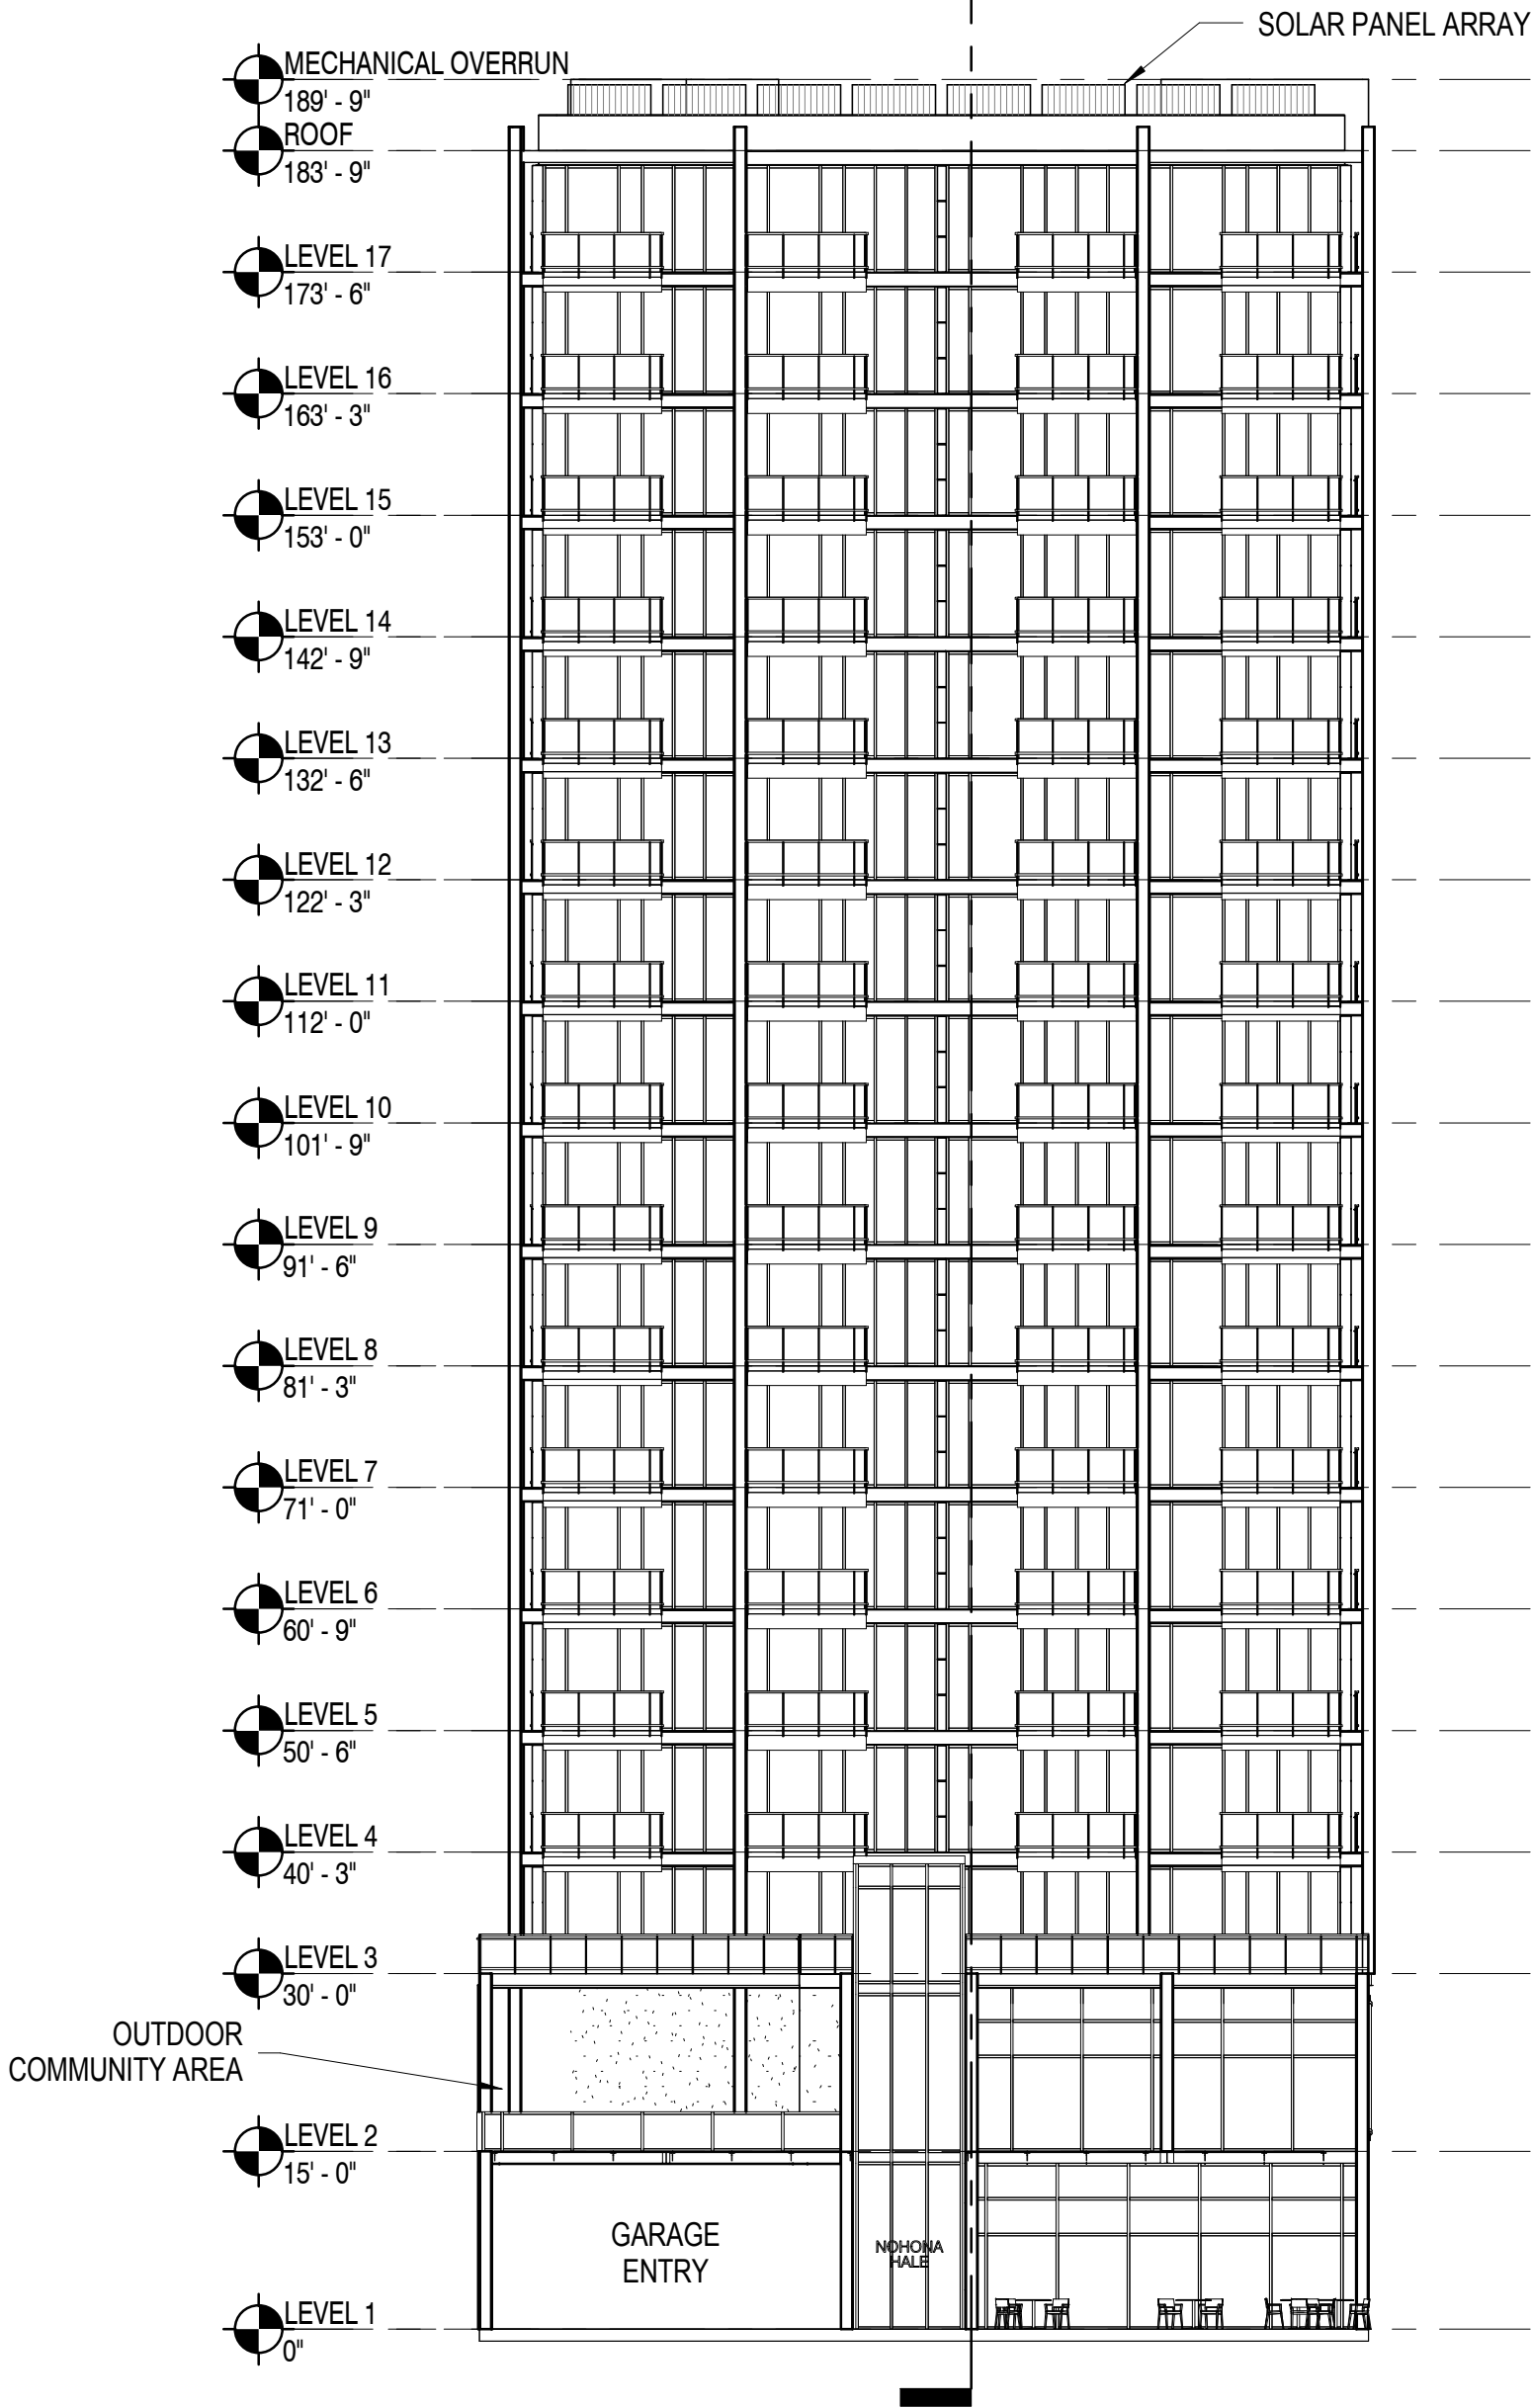 SOLAR PANEL ARRAY
MECHANICAL OVERRUN
189' - 9"
ROOF
183' - 9"
LEVEL 17
173' - 6"
LEVEL 16
163' - 3"
LEVEL 15
153' - 0"
LEVEL 14
142' - 9"
LEVEL 13
132' - 6"
LEVEL 12
122' - 3"
LEVEL 11
112' - 0"
LEVEL 10
101' - 9"
LEVEL 9
91' - 6"
LEVEL 8
81' - 3"
LEVEL 7
71' - 0"
LEVEL 6
60' - 9"
LEVEL 5
50' - 6"
LEVEL 4
40' - 3"
LEVEL 3
30' - 0"
OUTDOOR
COMMUNITY AREA
LEVEL 2
15' - 0"
GARAGE
ENTRY
NOHONA
HALE
LEVEL 1
0"